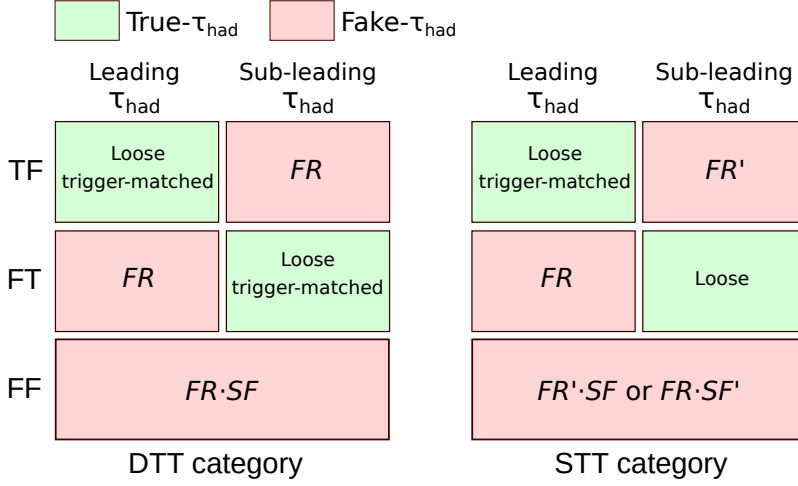 True-τhad Fake-τhad
Leading Sub-leading Leading Sub-leading
τhad τhad τhad τhad
TF Loose trigger-matched FR Loose trigger-matched FR'
FT FR Loose trigger-matched FR Loose
FF FR·SF FR'·SF or FR·SF'
DTT category STT category